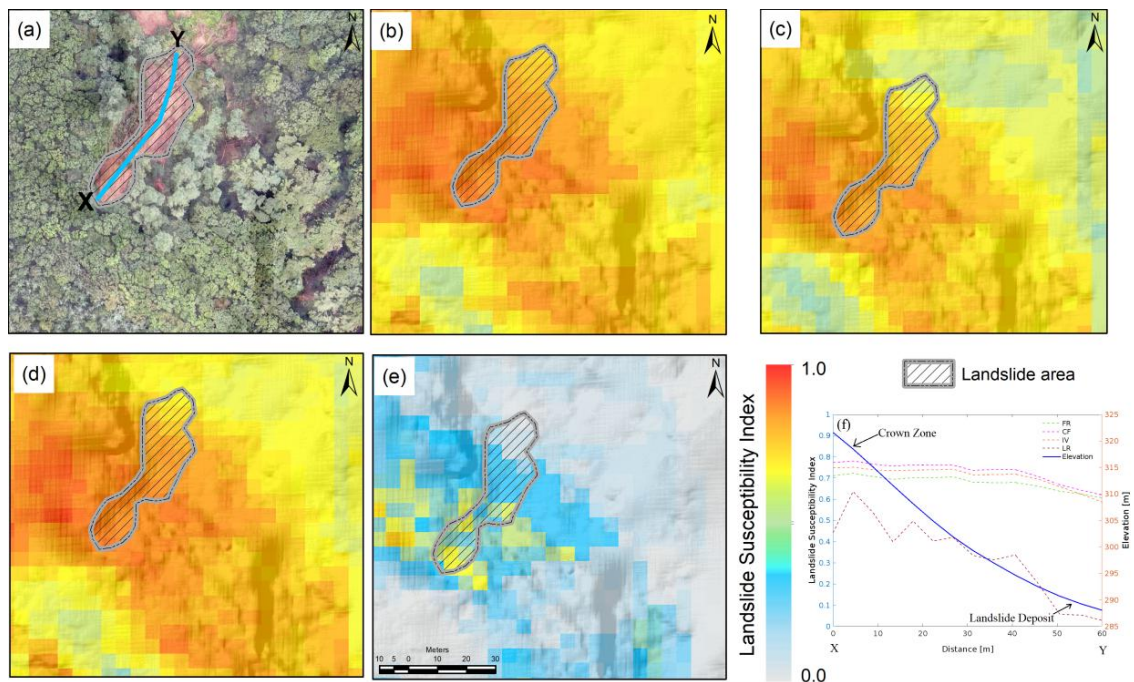 (a)
N
Y
X
(b)
N
(c)
N
(d)
N
(e)
N
Meters
10 5 0 10 20 30
Landslide Susceptibility Index
1.0
0.0
Landslide area
(f)
Crown Zone
Landslide Deposit
FR
CF
IV
LR
Elevation
Landslide Susceptibility Index
1
0.9
0.8
0.7
0.6
0.5
0.4
0.3
0.2
0.1
0
Elevation [m]
325
320
315
310
305
300
295
290
285
0 10 20 30 40 50 60
X Distance [m] Y